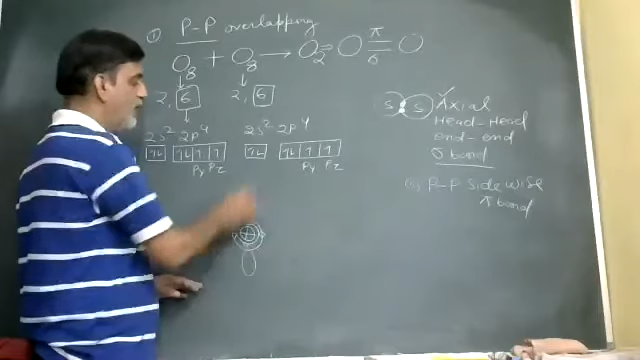 ① P-P overlapping
O₈ + O₈ → O₂ ⇒ O π σ O
2, 6 2, 6
2s² 2p⁴ 2s² 2p⁴
1L 1L 1 1 1L 1L 1 1
Py Pz Py Pz
S S Axial
Head-Head
end-end
σ bond
P-P Side wise
π bond